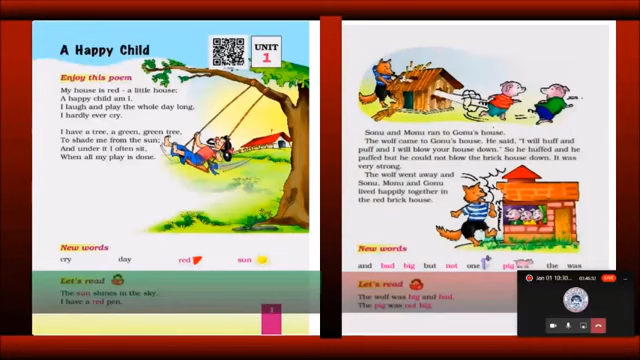 A Happy Child
UNIT
1
Enjoy this poem
My house is red - a little house;
A happy child am I.
I laugh and play the whole day long,
I hardly ever cry.
I have a tree, a green, green tree,
To shade me from the sun;
And under it I often sit,
When all my play is done.
New words
cry day red sun
Let's read
The sun shines in the sky.
I have a red pen.
1
Sonu and Monu ran to Gonu's house.
The wolf came to Gonu's house. He said, "I will huff and
puff and I will blow your house down." So he huffed and he
puffed but he could not blow the brick house down. It was
very strong.
The wolf went away and
Sonu, Monu and Gonu
lived happily together in
the red brick house.
New words
and bad big but not one pig the was
Let's read
The wolf was big and bad.
The pig was not big.
Jan 01 10:30...
LIVE